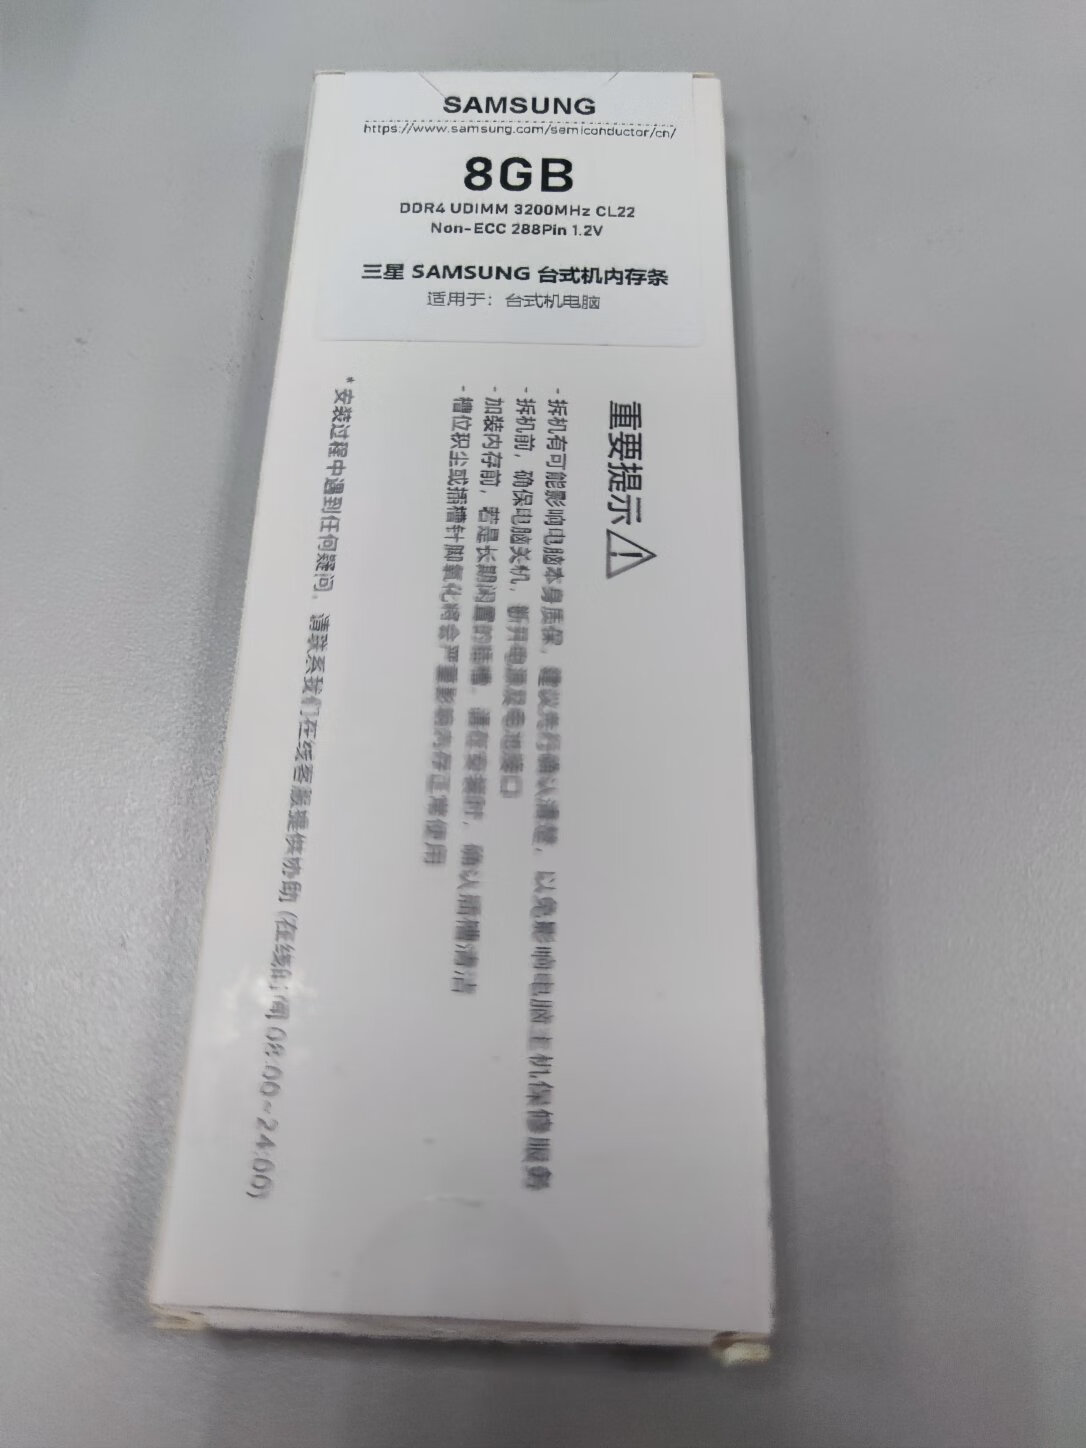 SAMSUNG
https://www.samsung.com/semiconductor/cn/
8GB
DDR4 UDIMM 3200MHz CL22
Non-ECC 288Pin 1.2V
三星 SAMSUNG 台式机内存条
适用于：台式机电脑
重要提示
- 拆机有可能影响电脑本身质保，建议先行确认清楚，以免影响电脑主机保修服务
- 拆机前，确保电脑关机，断开电源及电池接口
- 加装内存前，若是长期闲置的插槽，请在安装时，确认插槽清洁
- 槽位积尘或插槽针脚氧化将会严重影响内存正常使用
* 安装过程中遇到任何疑问，请联系我们在线客服提供协助 (在线时间 08:00~24:00)